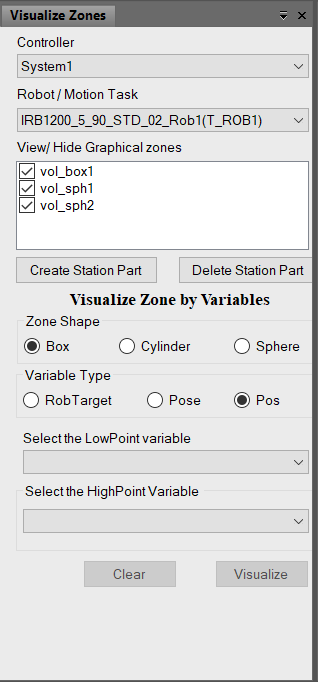 Visualize Zones
Controller
System1
Robot / Motion Task
IRB1200_5_90_STD_02_Rob1(T_ROB1)
View/ Hide Graphical zones
vol_box1
vol_sph1
vol_sph2
Create Station Part Delete Station Part
Visualize Zone by Variables
Zone Shape
Box Cylinder Sphere
Variable Type
RobTarget Pose Pos
Select the LowPoint variable
Select the HighPoint Variable
Clear Visualize